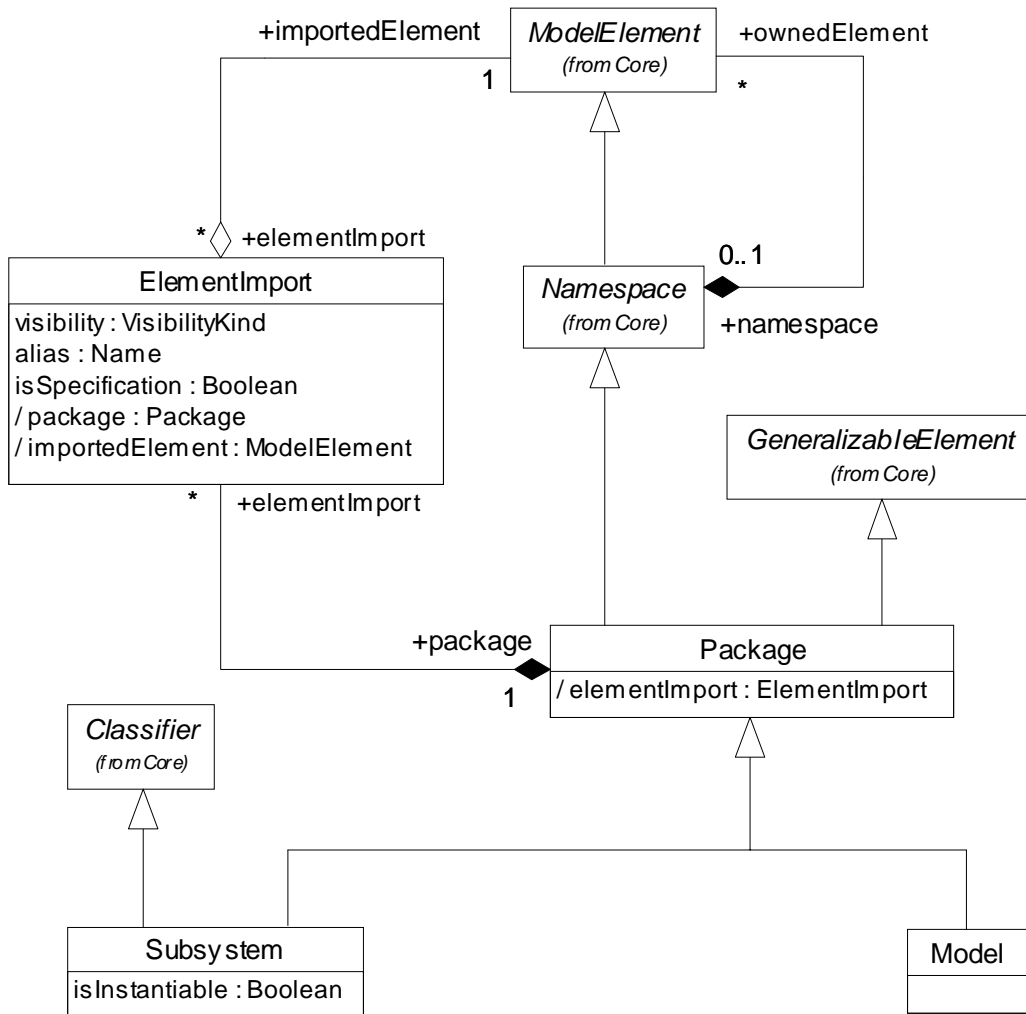 +importedElement
ModelElement
(from Core)
+ownedElement
1
*
* +elementImport
ElementImport
visibility : VisibilityKind
alias : Name
isSpecification : Boolean
/ package : Package
/ importedElement : ModelElement
0..1
Namespace
(from Core)
+namespace
GeneralizableElement
(from Core)
* +elementImport
+package
1
Package
/ elementImport : ElementImport
Classifier
(from Core)
Subsystem
isInstantiable : Boolean
Model